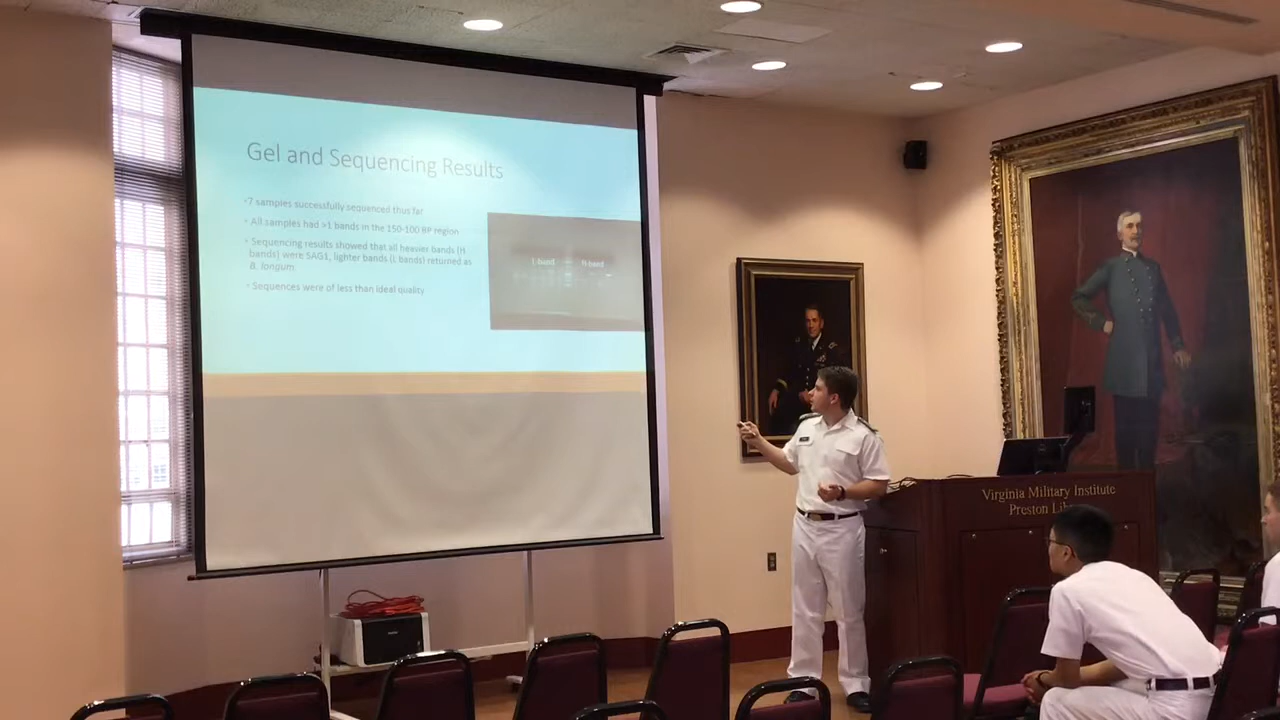 Gel and Sequencing Results
• 7 samples successfully sequenced thus far
• All samples had >1 bands in the 150-100 BP region
• Sequencing results showed that all heavier bands (H
bands) were SAG1, lighter bands (L bands) returned as
B. longum
• Sequences were of less than ideal quality
L-band H-band
Virginia Military Institute
Preston